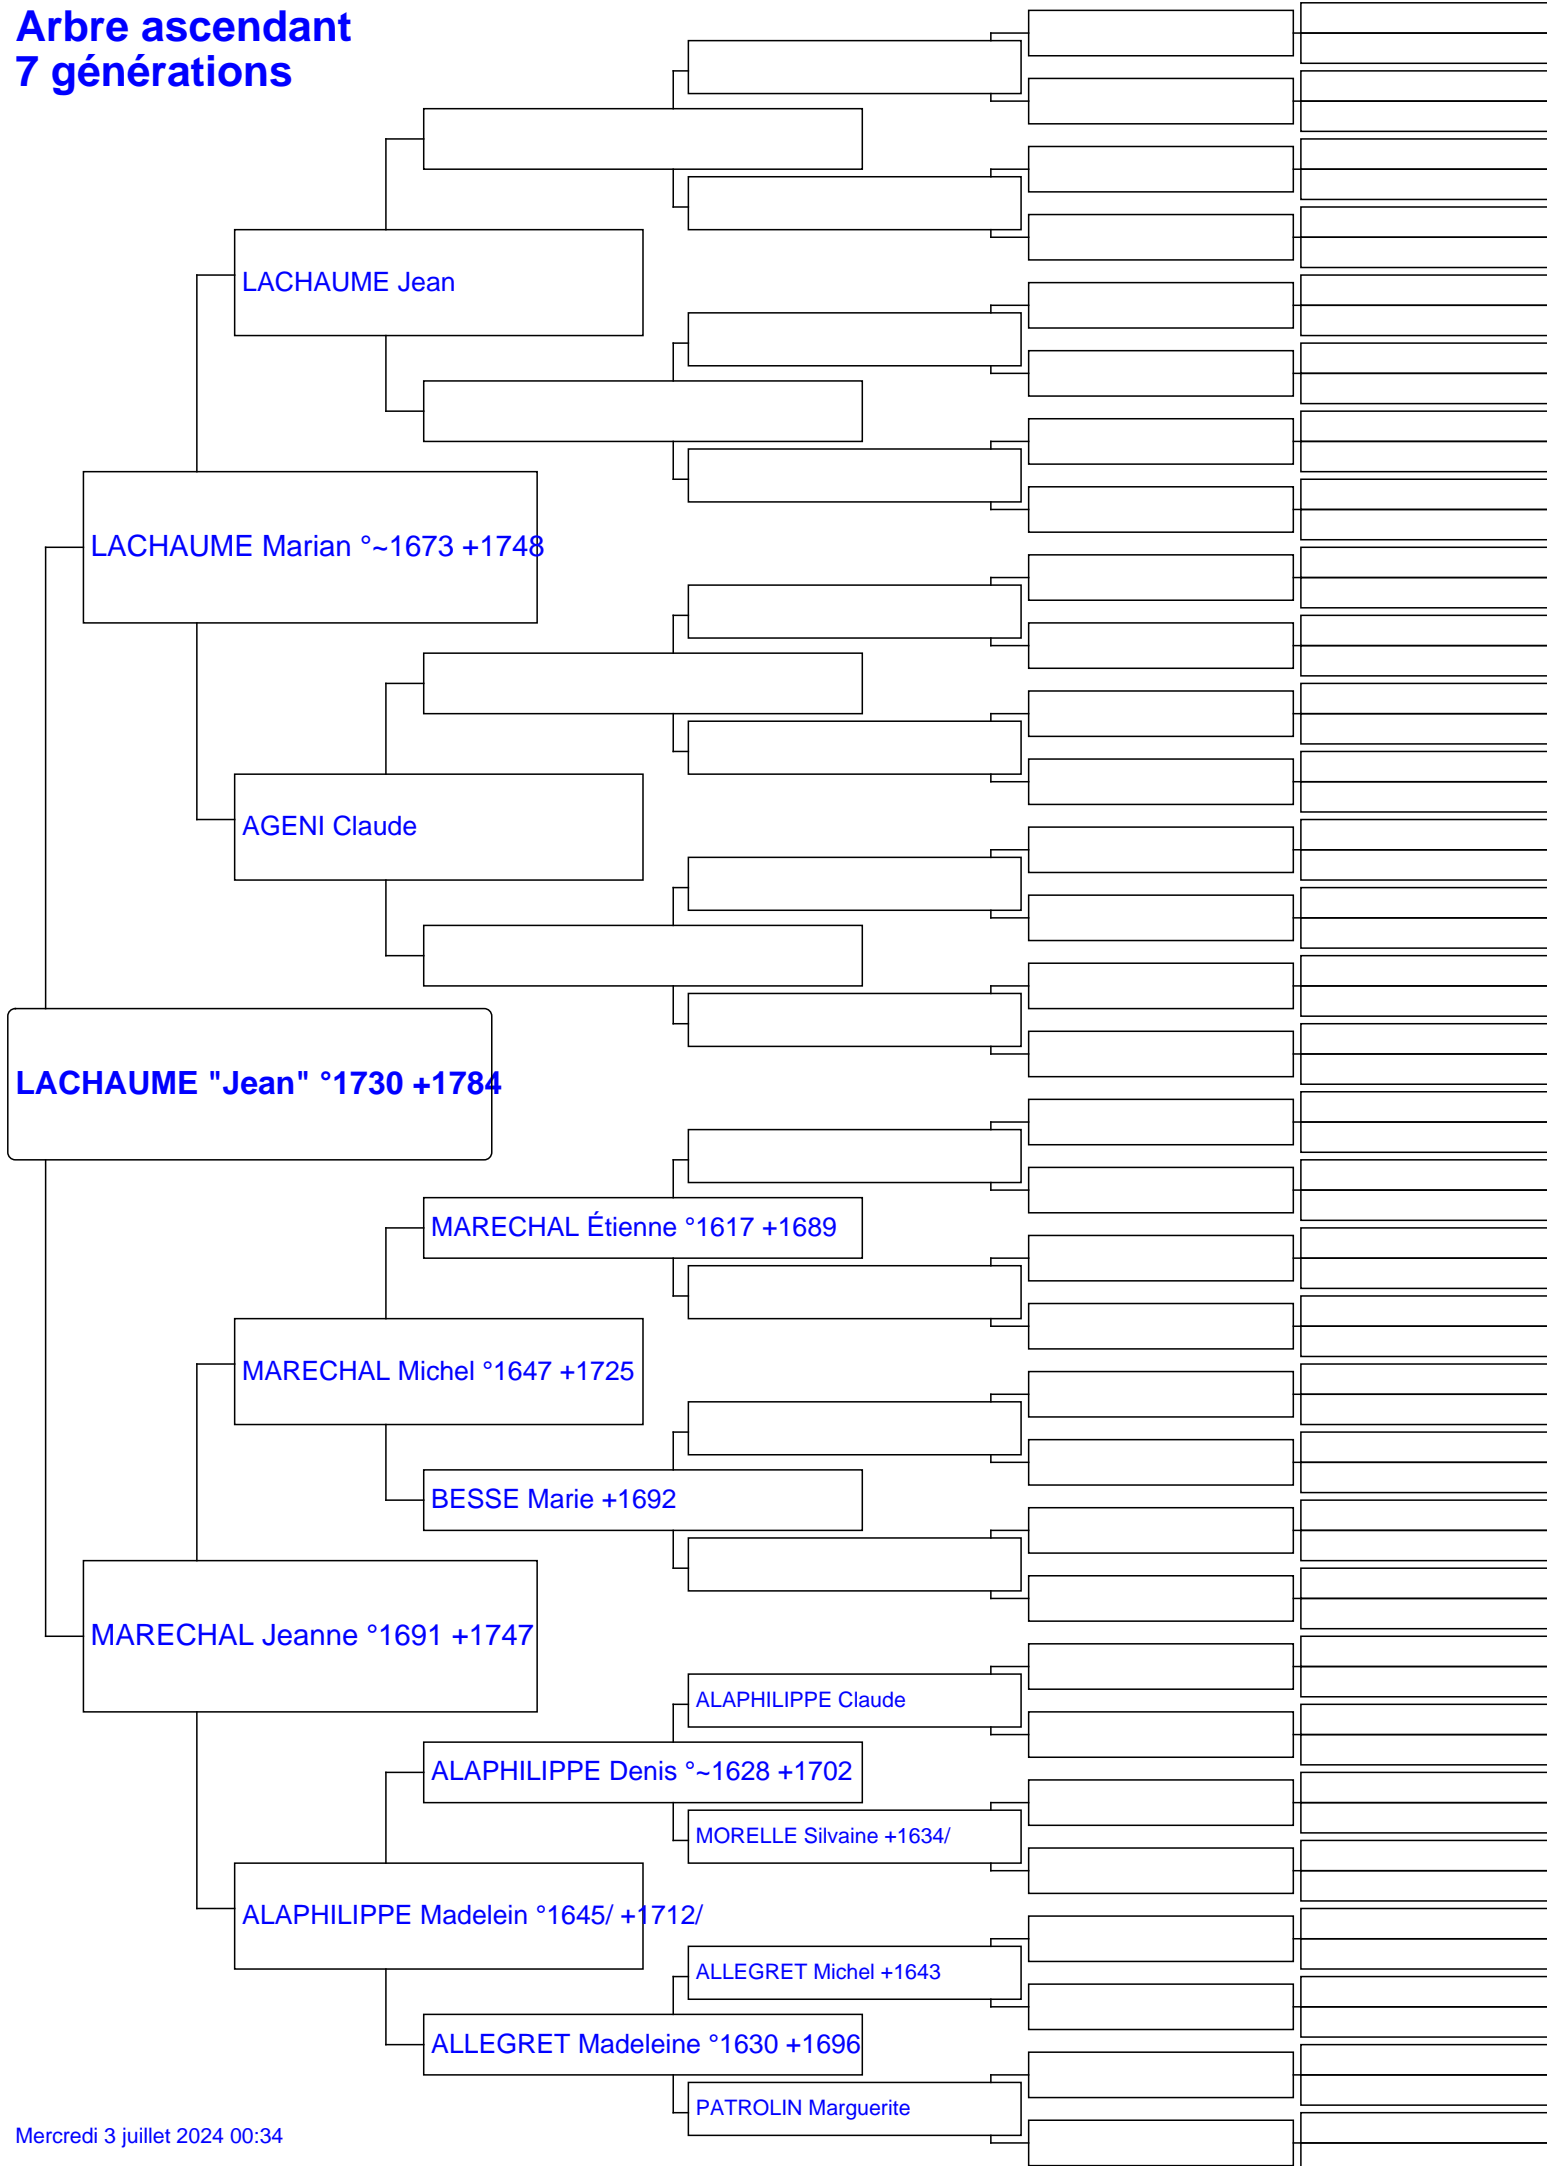 Arbre ascendant
7 générations
LACHAUME Jean
LACHAUME Marian °~1673 +1748
AGENI Claude
LACHAUME "Jean" °1730 +1784
MARECHAL Étienne °1617 +1689
MARECHAL Michel °1647 +1725
BESSE Marie +1692
MARECHAL Jeanne °1691 +1747
ALAPHILIPPE Claude
ALAPHILIPPE Denis °~1628 +1702
MORELLE Silvaine +1634/
ALAPHILIPPE Madelein °1645/ +1712/
ALLEGRET Michel +1643
ALLEGRET Madeleine °1630 +1696
PATROLIN Marguerite
Mercredi 3 juillet 2024 00:34